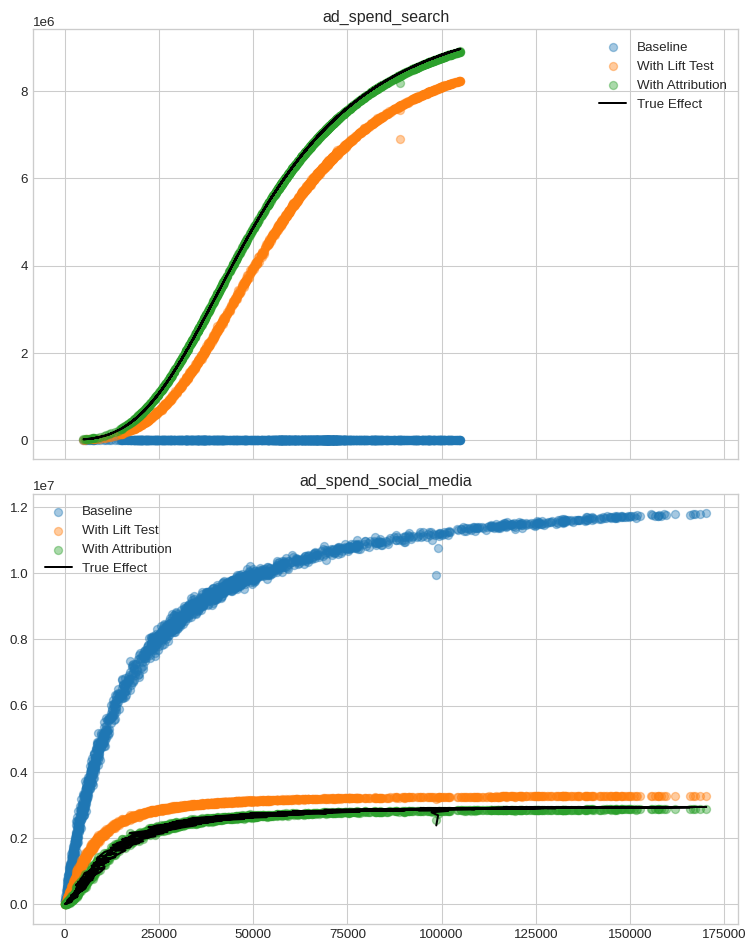 ad_spend_search
1e6
Baseline
With Lift Test
With Attribution
True Effect
8
6
4
2
0
ad_spend_social_media
1e7
Baseline
With Lift Test
With Attribution
True Effect
1.2
1.0
0.8
0.6
0.4
0.2
0.0
0 25000 50000 75000 100000 125000 150000 175000